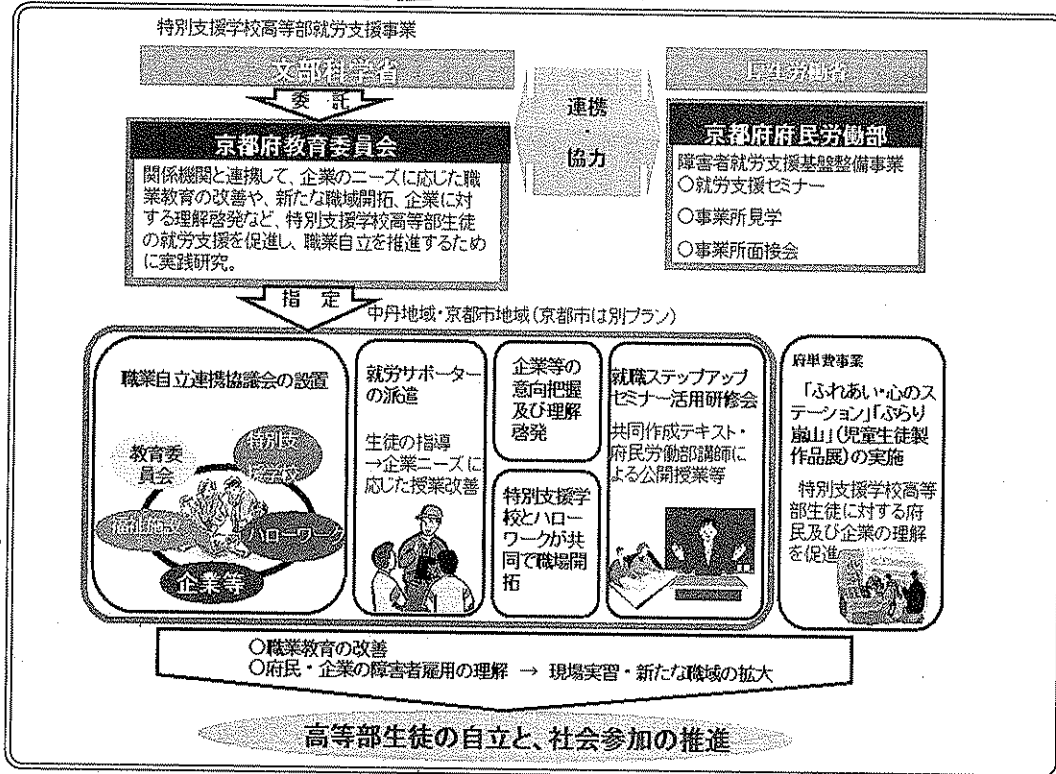 特別支援学校高等部就労支援事業
文部科学省
委 託
連携
・
協力
厚生労働省
京都府教育委員会
関係機関と連携して、企業のニーズに応じた職
業教育の改善や、新たな職域開拓、企業に対
する理解啓発など、特別支援学校高等部生徒
の就労支援を促進し、職業自立を推進するため
に実践研究。
京都府府民労働部
障害者就労支援基盤整備事業
○就労支援セミナー
○事業所見学
○事業所面接会
指 定
中丹地域・京都市地域(京都市は別プラン)
職業自立連携協議会の設置
教育委
員会
特別支
ハローワーク
企業等
就労サポーター
の派遣
生徒の指導
→企業ニーズに
応じた授業改善
企業等の
意向把握
及び理解
啓発
特別支援学
校とハロー
ワークが共
同で職場開
拓
就職ステップアップ
セミナー活用研修会
共同作成テキスト・
府民労働部講師に
よる公開授業等
府単費事業
「ふれあい・心のス
テーション」「ぶらり
嵐山」(児童生徒製
作品展)の実施
特別支援学校高等
部生徒に対する府
民及び企業の理解
を促進
○職業教育の改善
○府民・企業の障害者雇用の理解 → 現場実習・新たな職域の拡大
高等部生徒の自立と、社会参加の推進